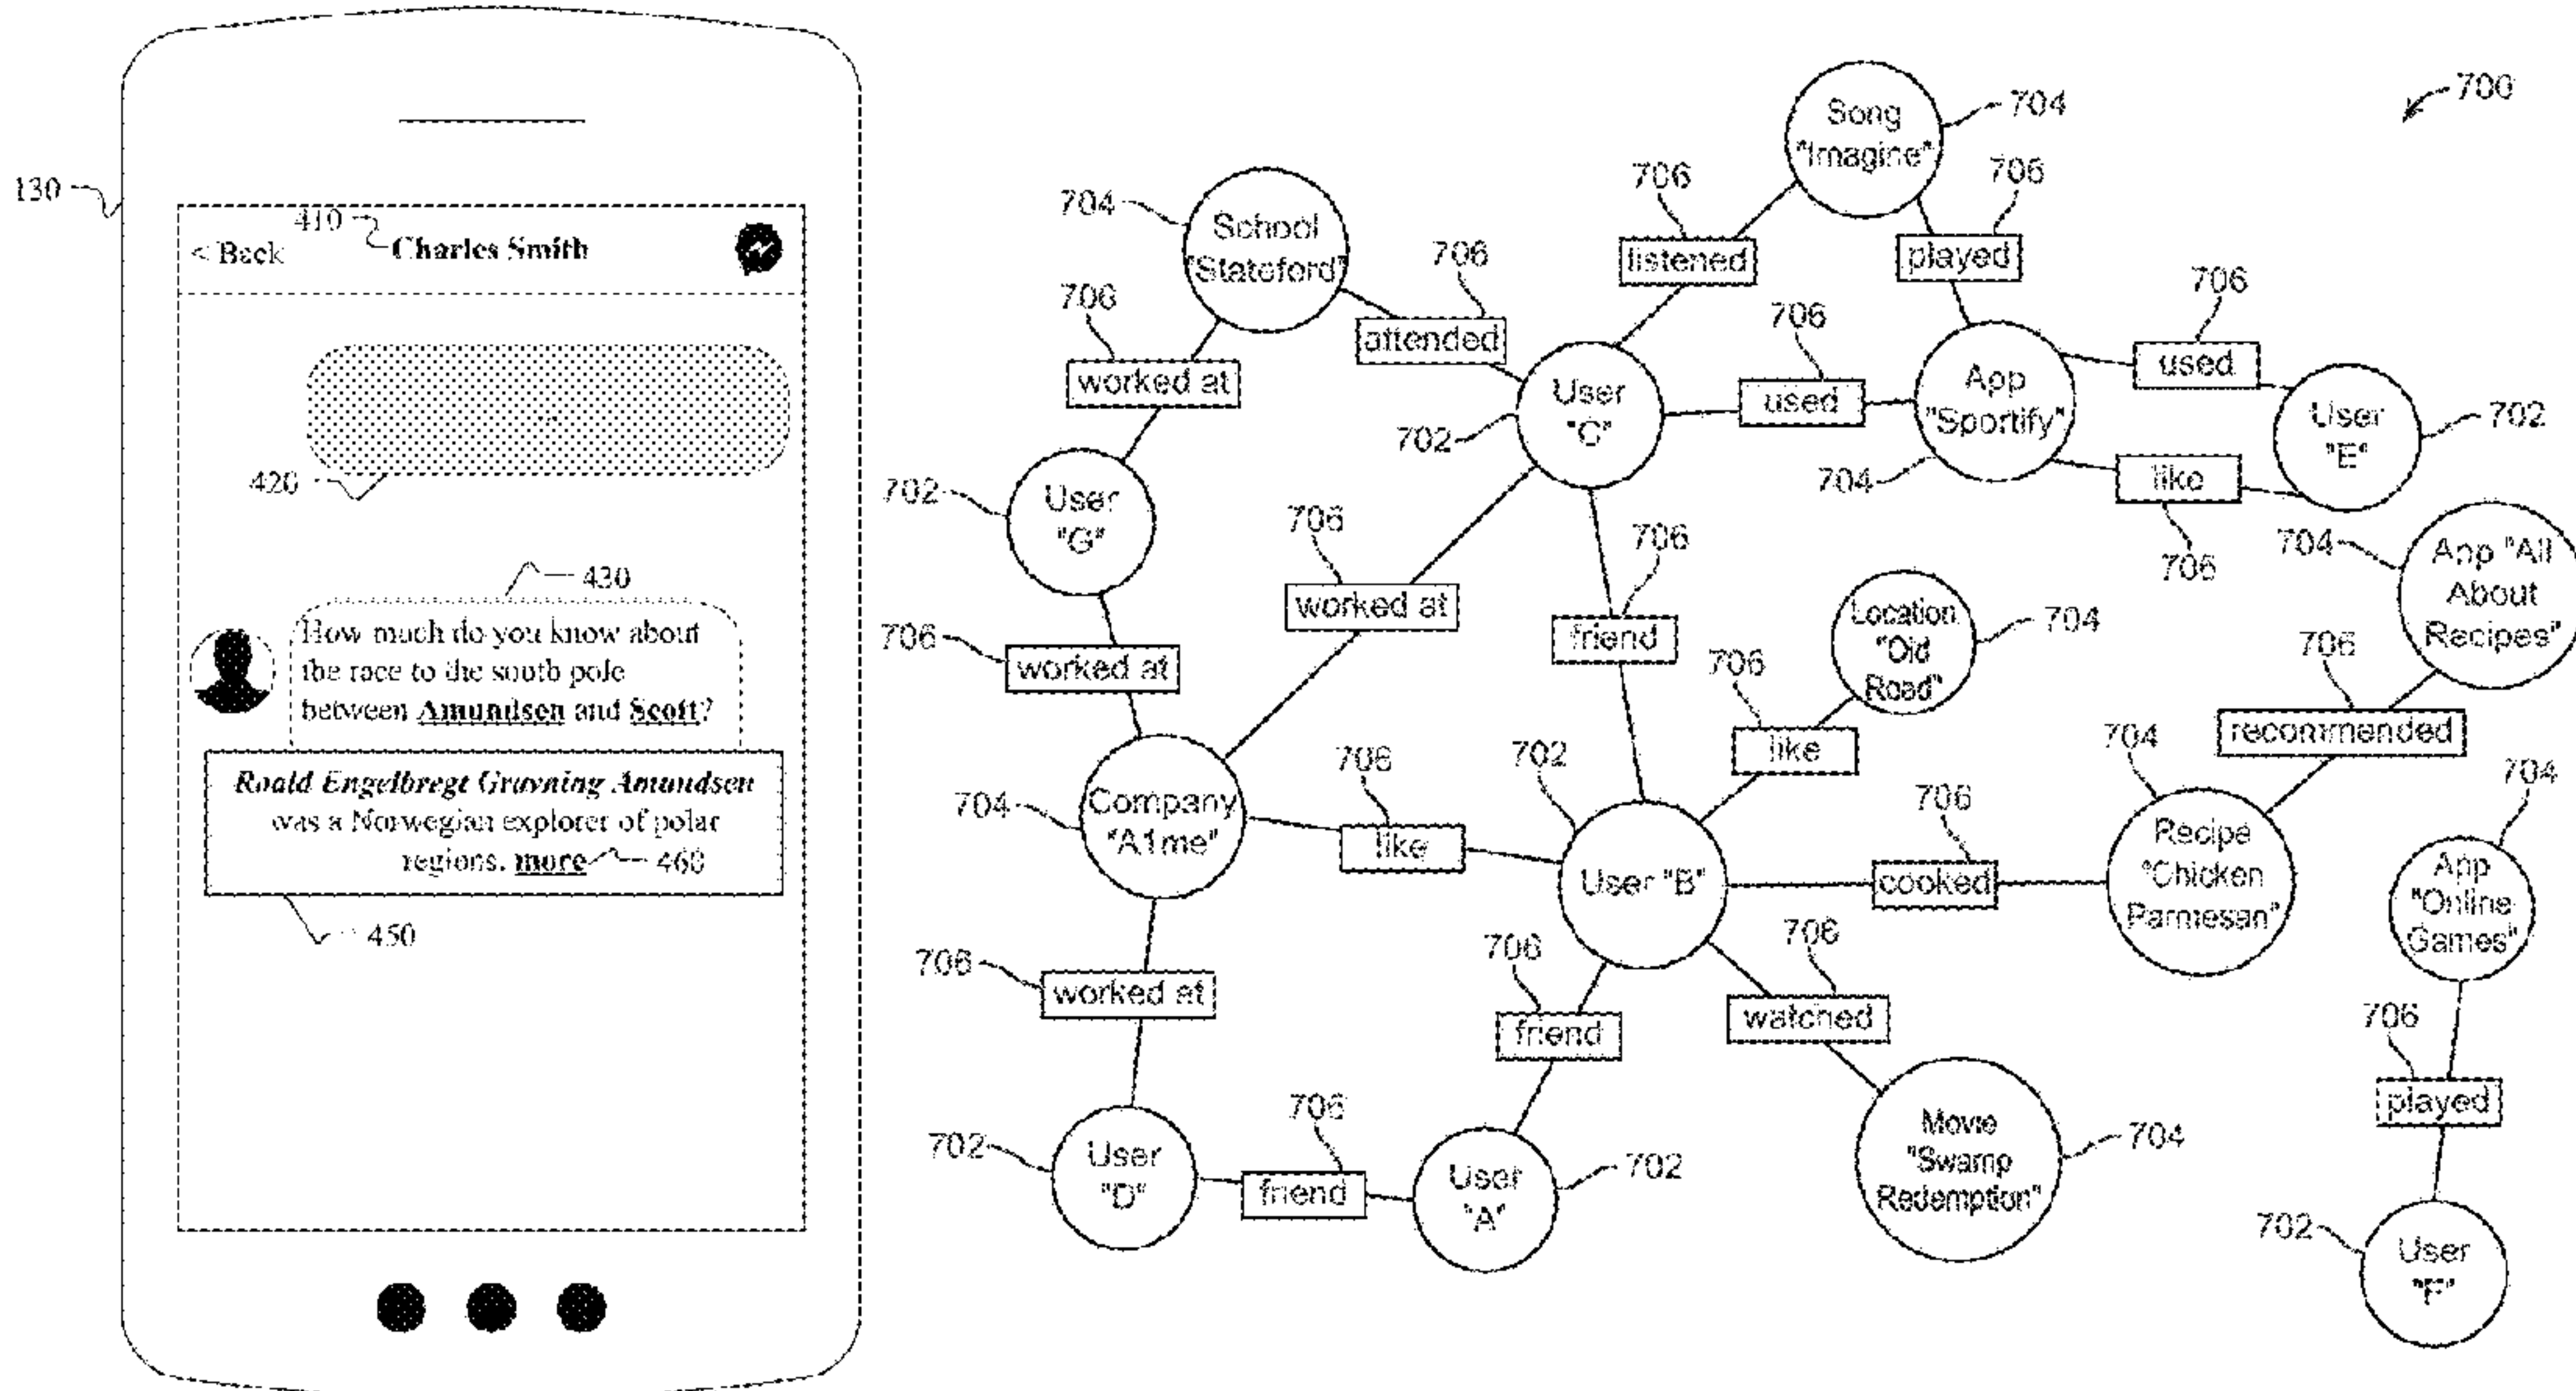 130
410
< Back
Charles Smith
...
420
430
How much do you know about
the race to the south pole
between Amundsen and Scott?
Roald Engelbregt Gravning Amundsen
was a Norwegian explorer of polar
regions. more
460
450
700
Song
"Imagine"
704
706
listened
706
played
704
School
"Stateford"
706
attended
706
worked at
706
used
706
used
User
"C"
702
App
"Sportify"
704
User
"E"
702
like
706
702
User
"G"
706
worked at
706
friend
706
worked at
Location
"Old
Road"
704
706
like
704
App "All
About
Recipes"
706
recommended
704
Company
"A1me"
706
like
702
User "B"
706
cooked
704
Recipe
"Chicken
Parmesan"
704
App
"Online
Games"
706
worked at
706
friend
706
watched
706
played
702
User
"D"
706
friend
User
"A"
702
Movie
"Swamp
Redemption"
704
702
User
"F"